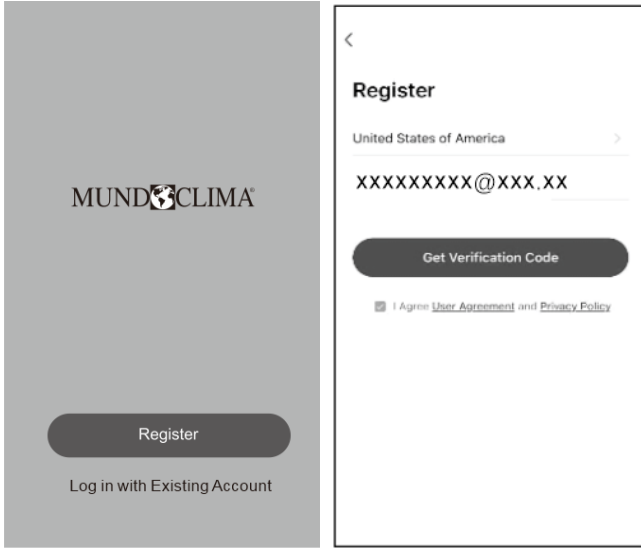 MUNDOCLIMA®
Register
Log in with Existing Account
Register
United States of America
xxxxxxxxx@xxx.xx
Get Verification Code
I Agree User Agreement and Privacy Policy